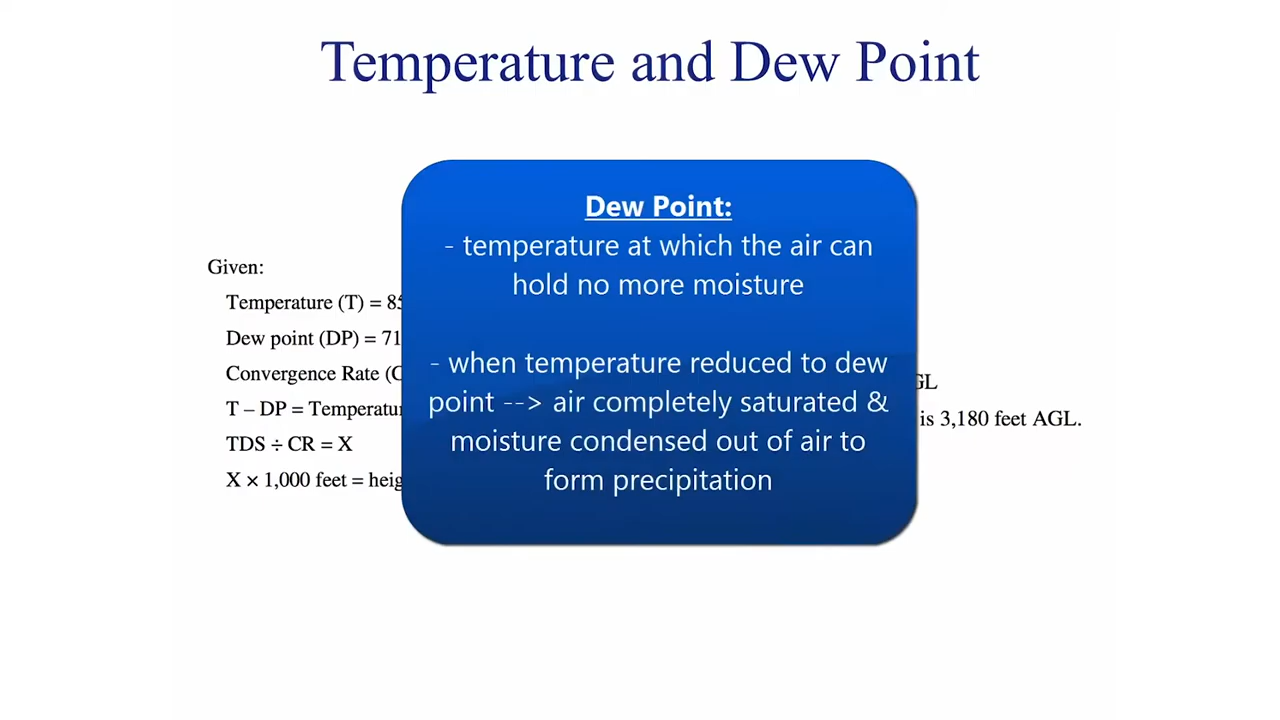 Temperature and Dew Point
Given:
Temperature (T) = 85
Dew point (DP) = 71
Convergence Rate (C
T – DP = Temperatur
TDS ÷ CR = X
X × 1,000 feet = heig
Dew Point:
- temperature at which the air can
hold no more moisture
- when temperature reduced to dew
point --> air completely saturated &
moisture condensed out of air to
form precipitation
GL
is 3,180 feet AGL.